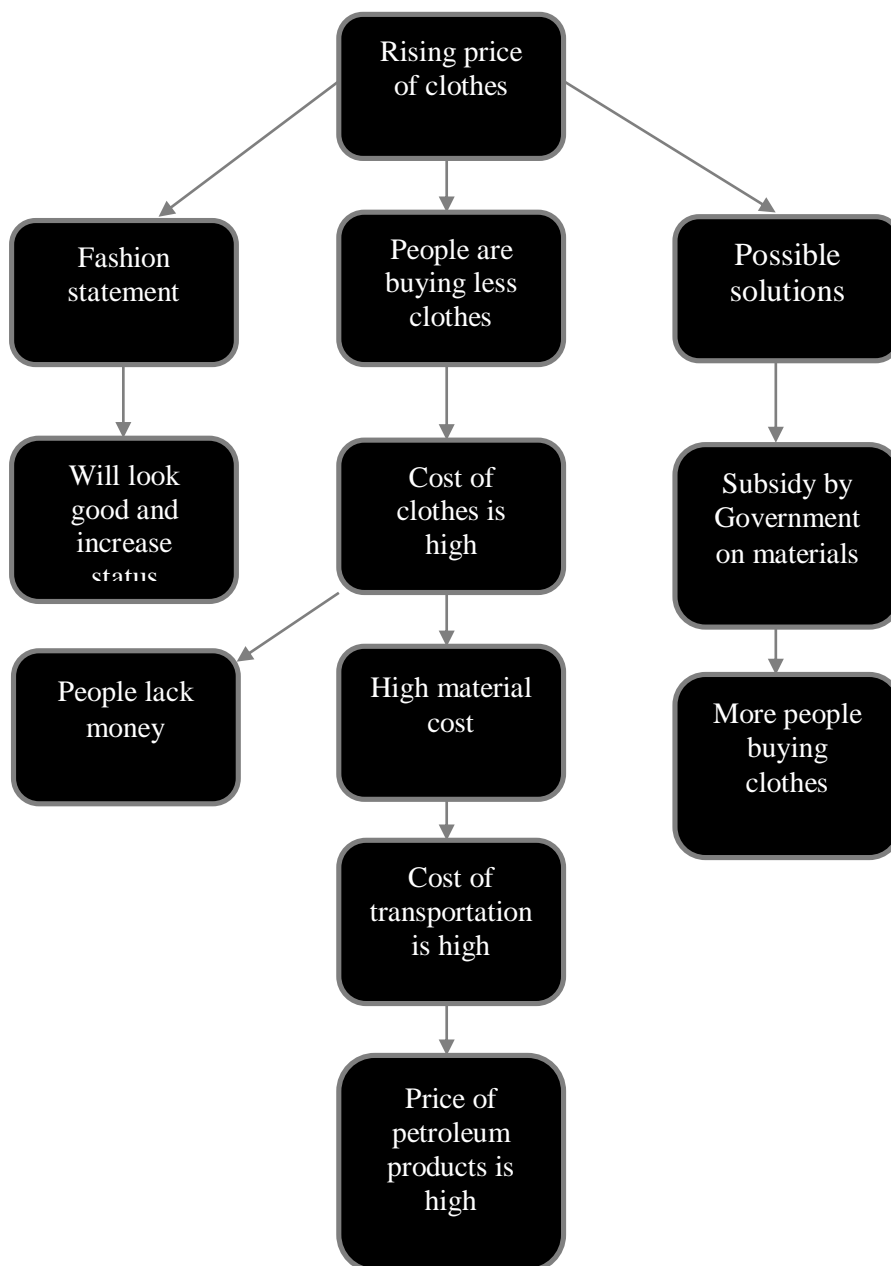 Rising price
of clothes
Fashion
statement
People are
buying less
clothes
Possible
solutions
Will look
good and
increase
status
Cost of
clothes is
high
Subsidy by
Government
on materials
People lack
money
High material
cost
More people
buying
clothes
Cost of
transportation
is high
Price of
petroleum
products is
high